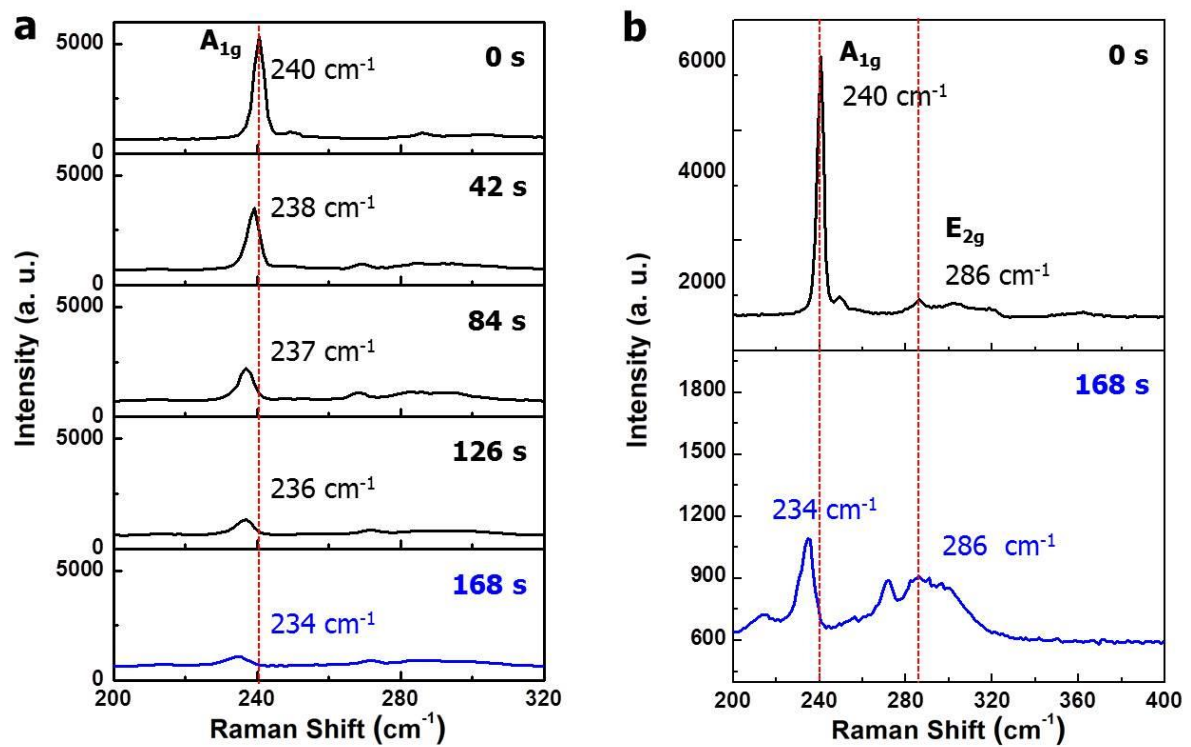 a
5000
A1g
0 s
240 cm-1
0
5000
42 s
238 cm-1
0
5000
84 s
237 cm-1
0
5000
126 s
236 cm-1
0
5000
168 s
234 cm-1
0
200 240 280 320
Raman Shift (cm-1)
Intensity (a. u.)
b
6000
A1g
0 s
240 cm-1
4000
E2g
286 cm-1
2000
168 s
1800
1500
1200
234 cm-1
286 cm-1
900
600
200 240 280 320 360 400
Raman Shift (cm-1)
Intensity (a. u.)